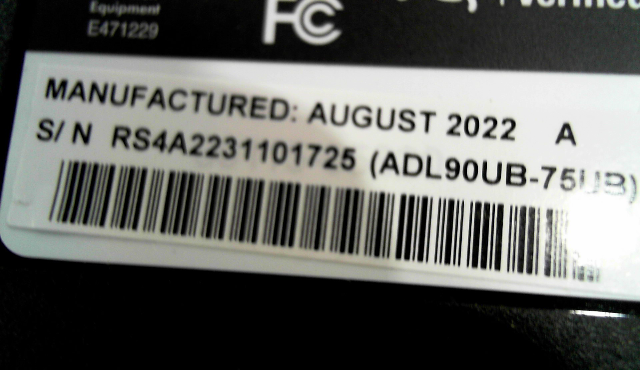 Equipment
E471229
FC
MANUFACTURED: AUGUST 2022 A
S/N RS4A2231101725 (ADL90UB-75UB)